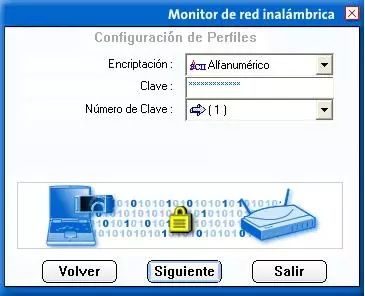 Monitor de red inalámbrica
Configuración de Perfiles
Encriptación : Alfanumérico
Clave : *************
Número de Clave : ( 1 )
Volver
Siguiente
Salir